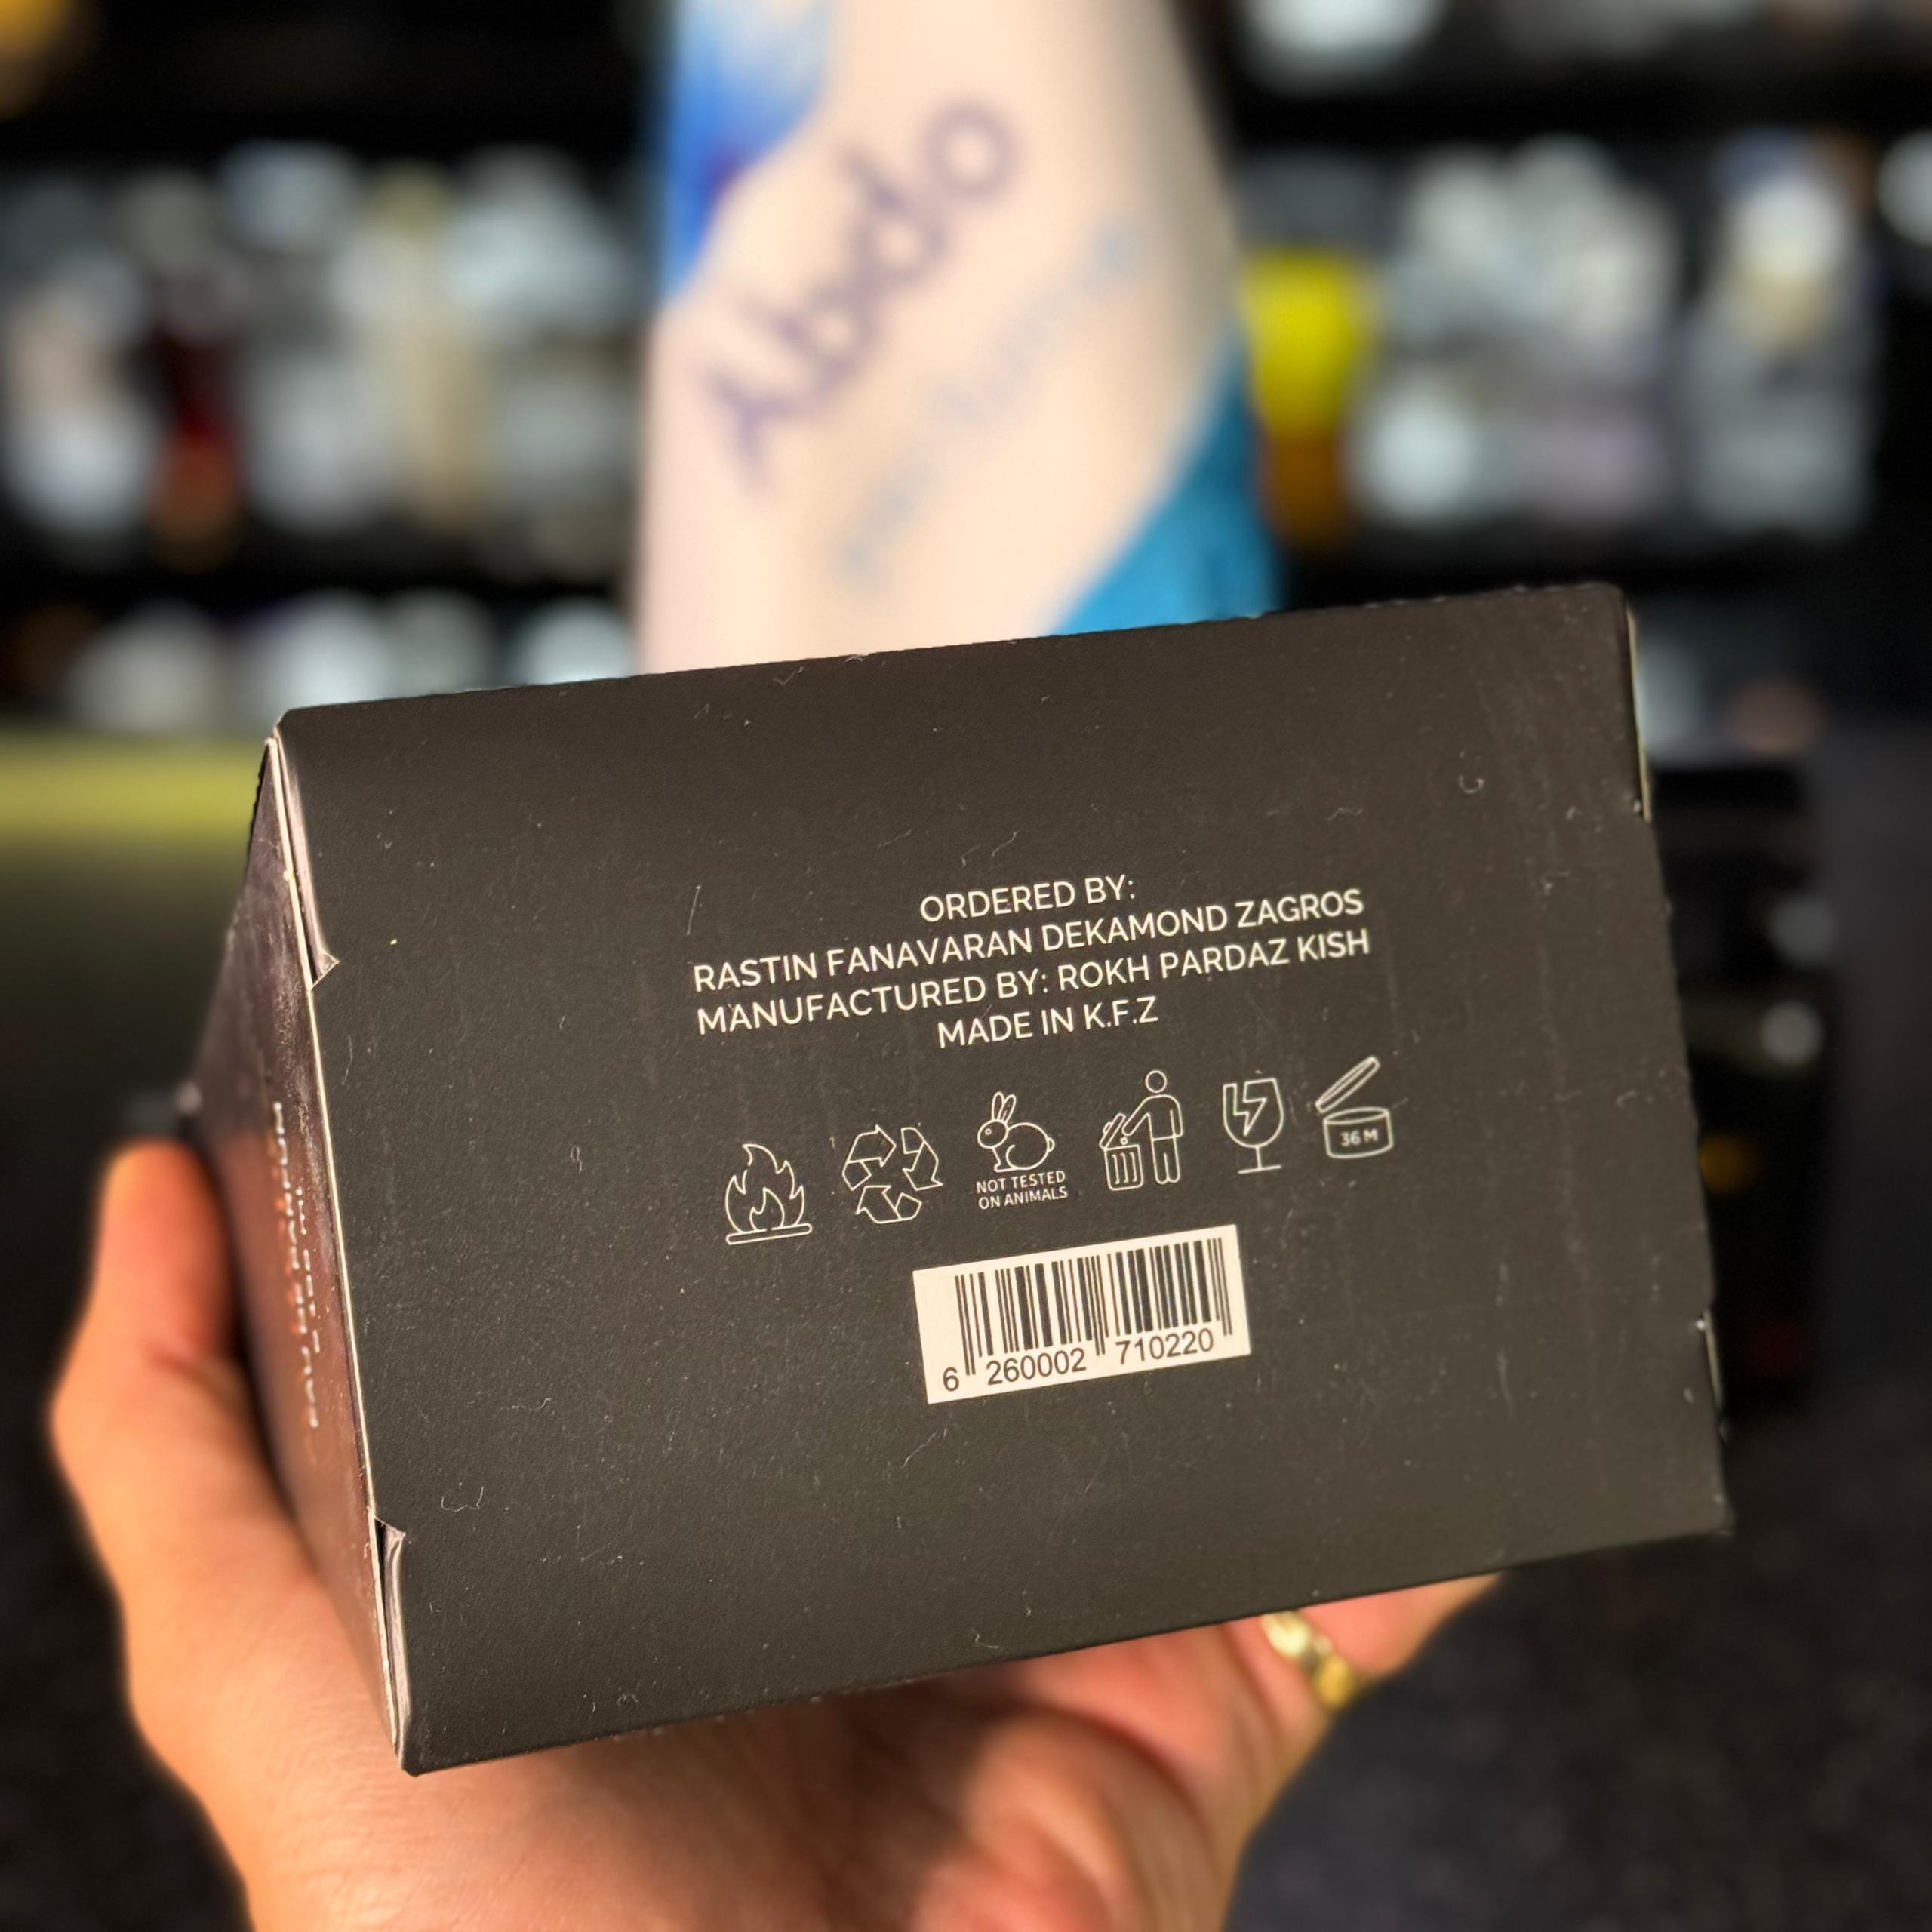 Abdo
ORDERED BY:
RASTIN FANAVARAN DEKAMOND ZAGROS
MANUFACTURED BY: ROKH PARDAZ KISH
MADE IN K.F.Z
NOT TESTED
ON ANIMALS
36 M
6 260002 710220